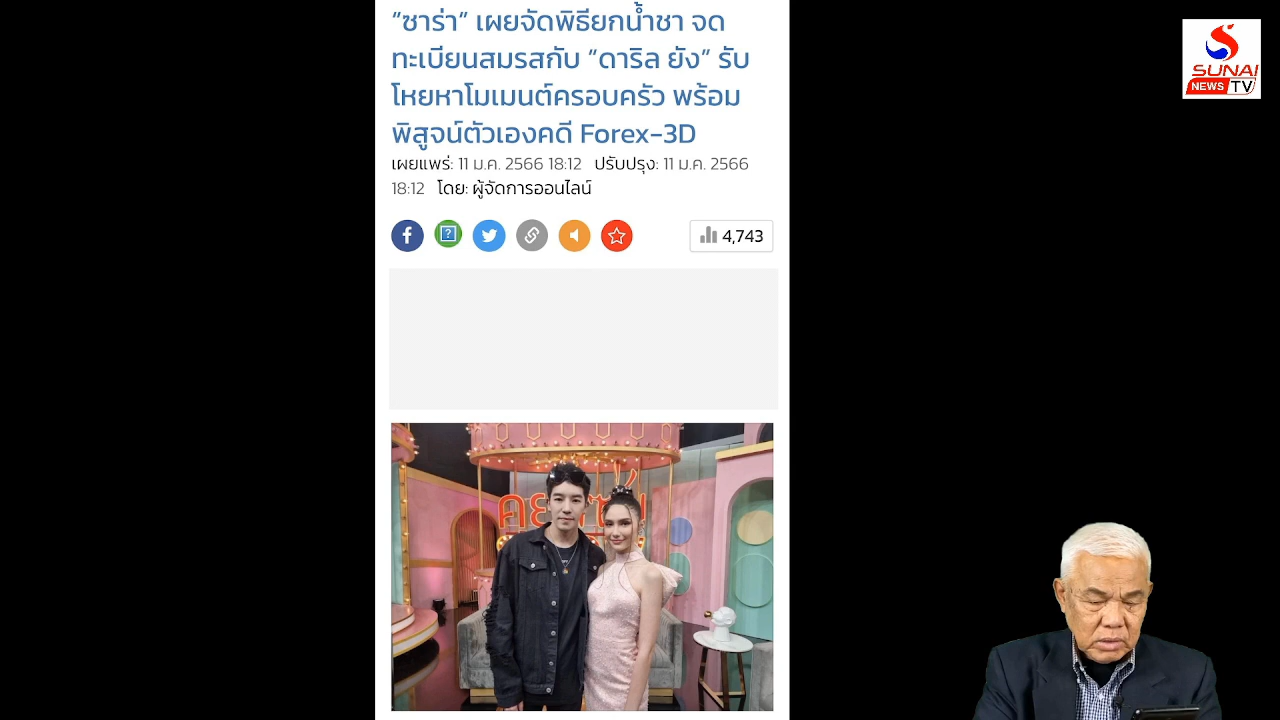 “ซาร่า” เผยจัดพิธียกน้ำชา จด
ทะเบียนสมรสกับ “ดาริล ยัง” รับ
โหยหาโมเมนต์ครอบครัว พร้อม
พิสูจน์ตัวเองคดี Forex-3D
เผยแพร่: 11 ม.ค. 2566 18:12 ปรับปรุง: 11 ม.ค. 2566
18:12 โดย: ผู้จัดการออนไลน์
4,743
SUNAI
NEWS TV